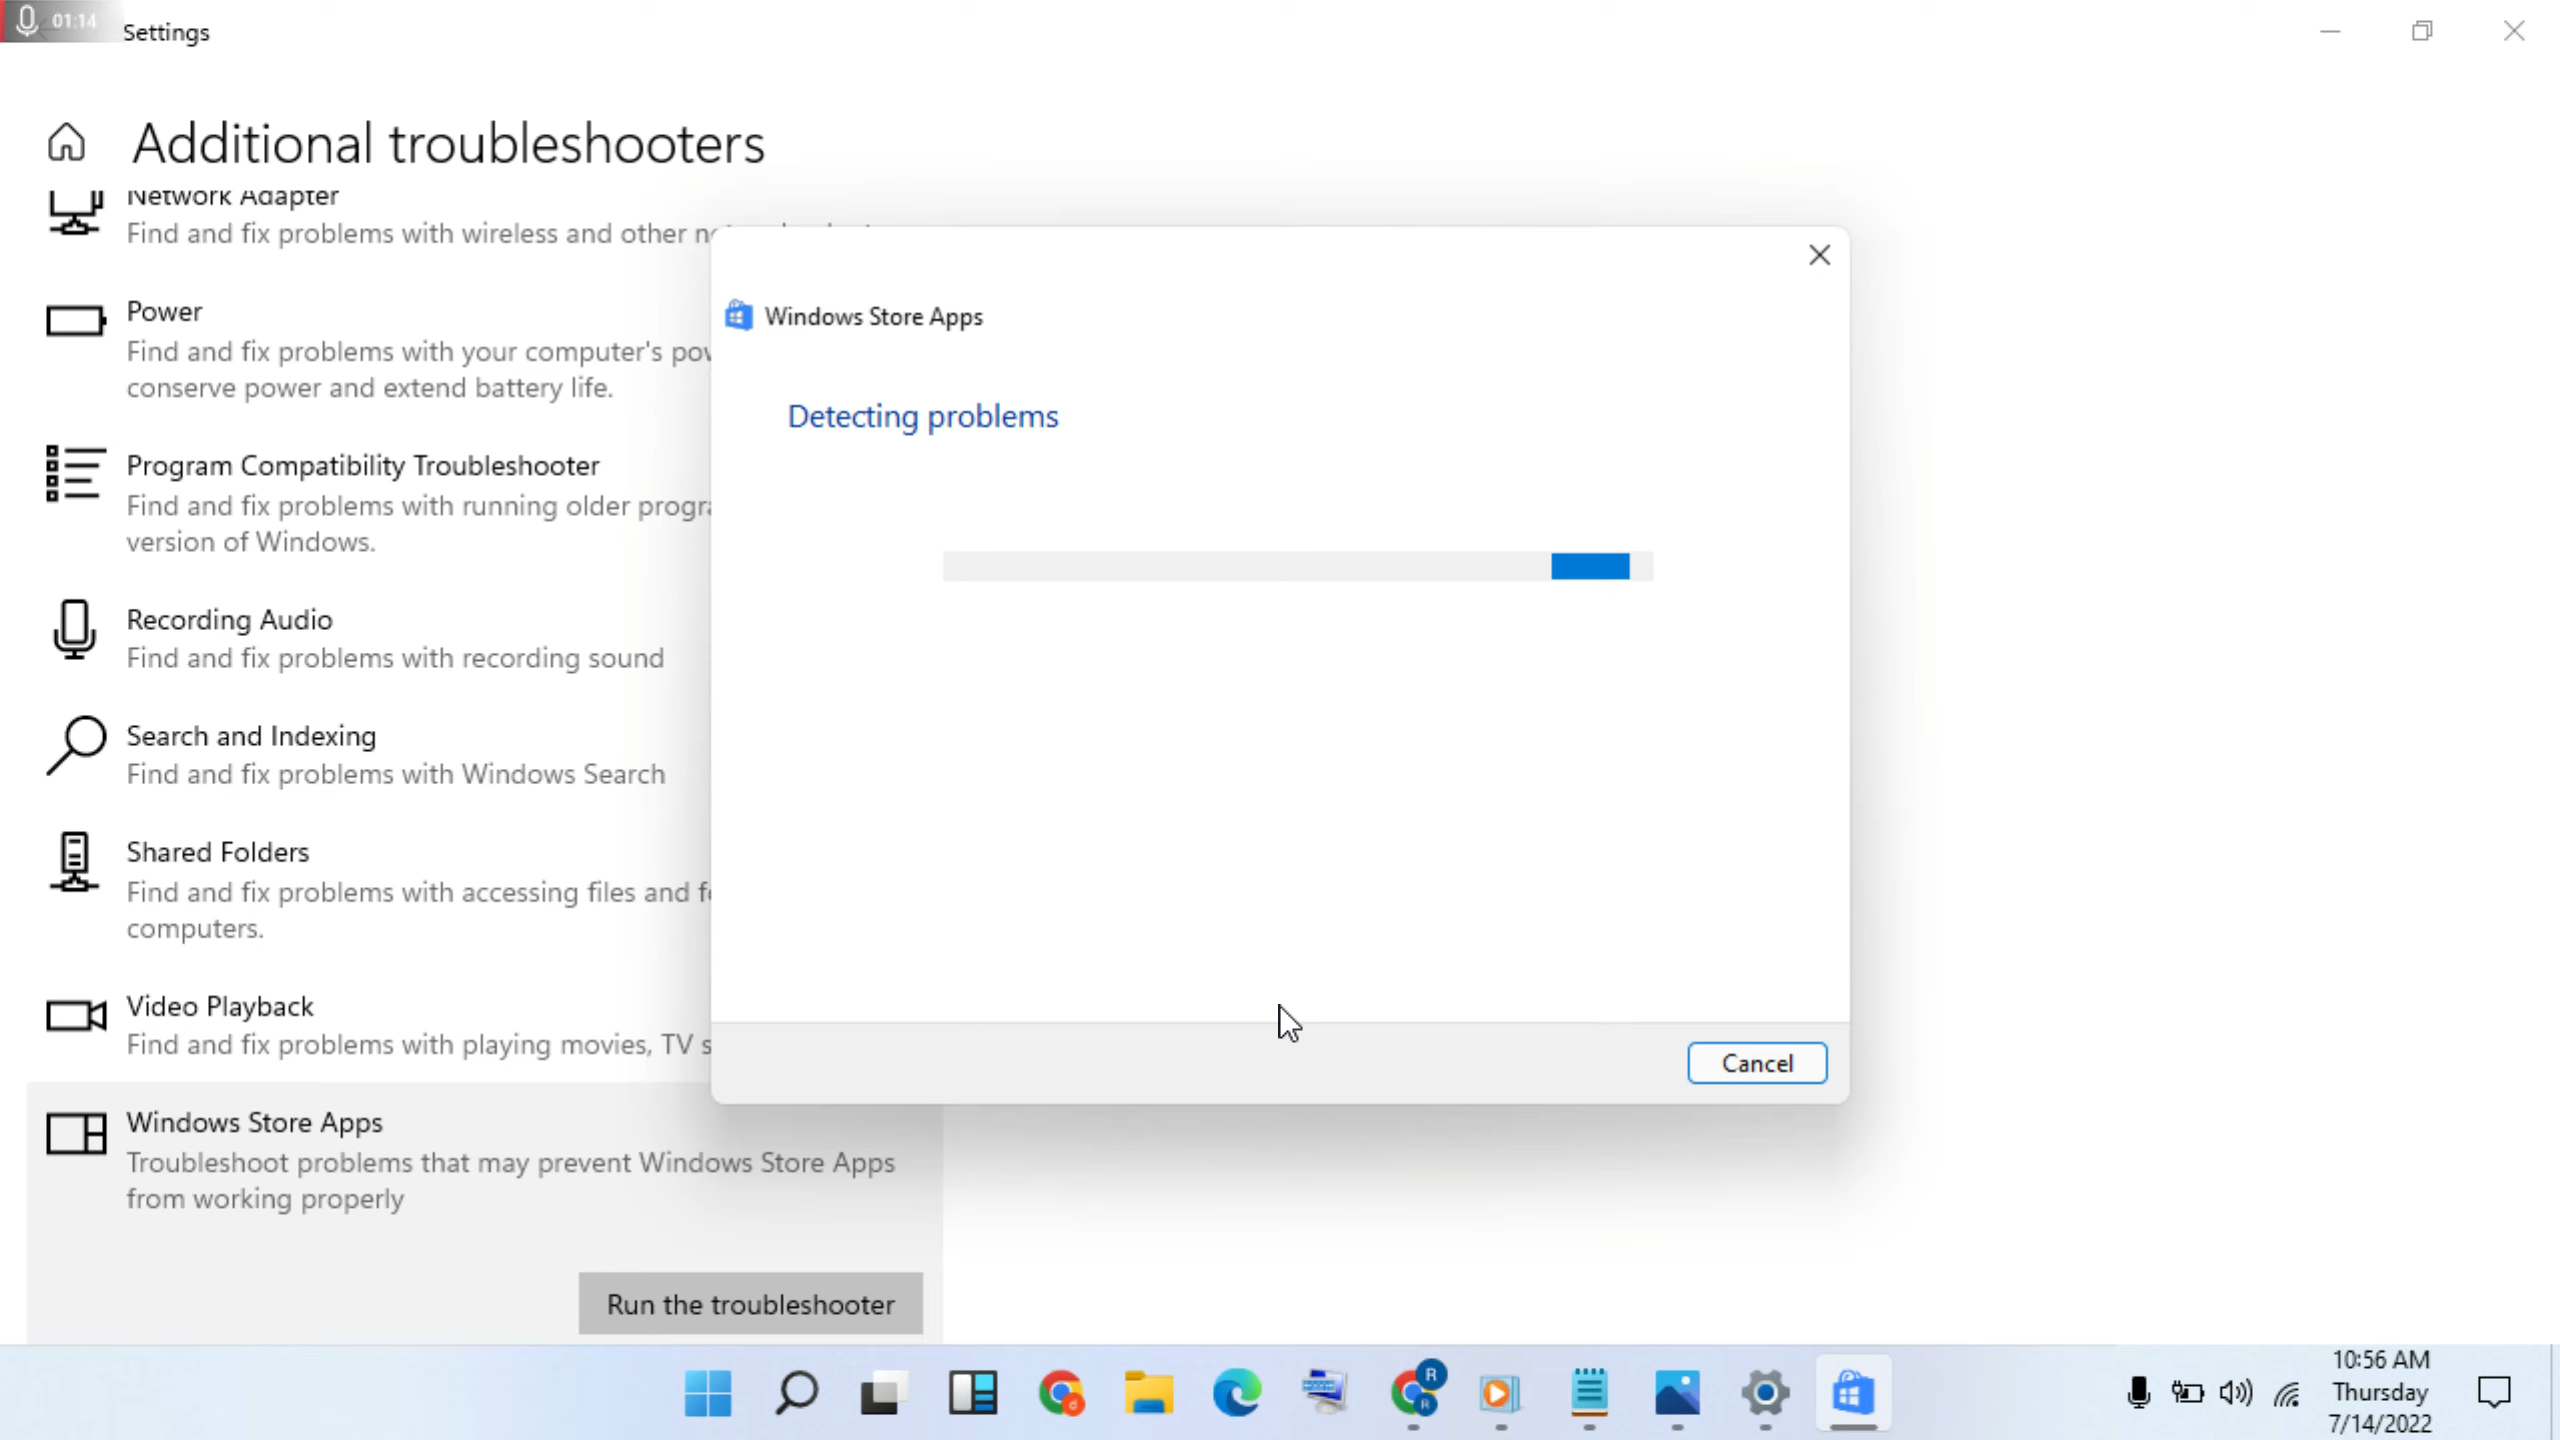 01:14
Settings
Additional troubleshooters
Network Adapter
Find and fix problems with wireless and other
Power
Find and fix problems with your computer's
conserve power and extend battery life.
Program Compatibility Troubleshooter
Find and fix problems with running older
version of Windows.
Recording Audio
Find and fix problems with recording sound
Search and Indexing
Find and fix problems with Windows Search
Shared Folders
Find and fix problems with accessing files and
computers.
Video Playback
Find and fix problems with playing movies, TV
Windows Store Apps
Troubleshoot problems that may prevent Windows Store Apps
from working properly
Run the troubleshooter
Windows Store Apps
Detecting problems
Cancel
R
R
d
10:56 AM
Thursday
7/14/2022